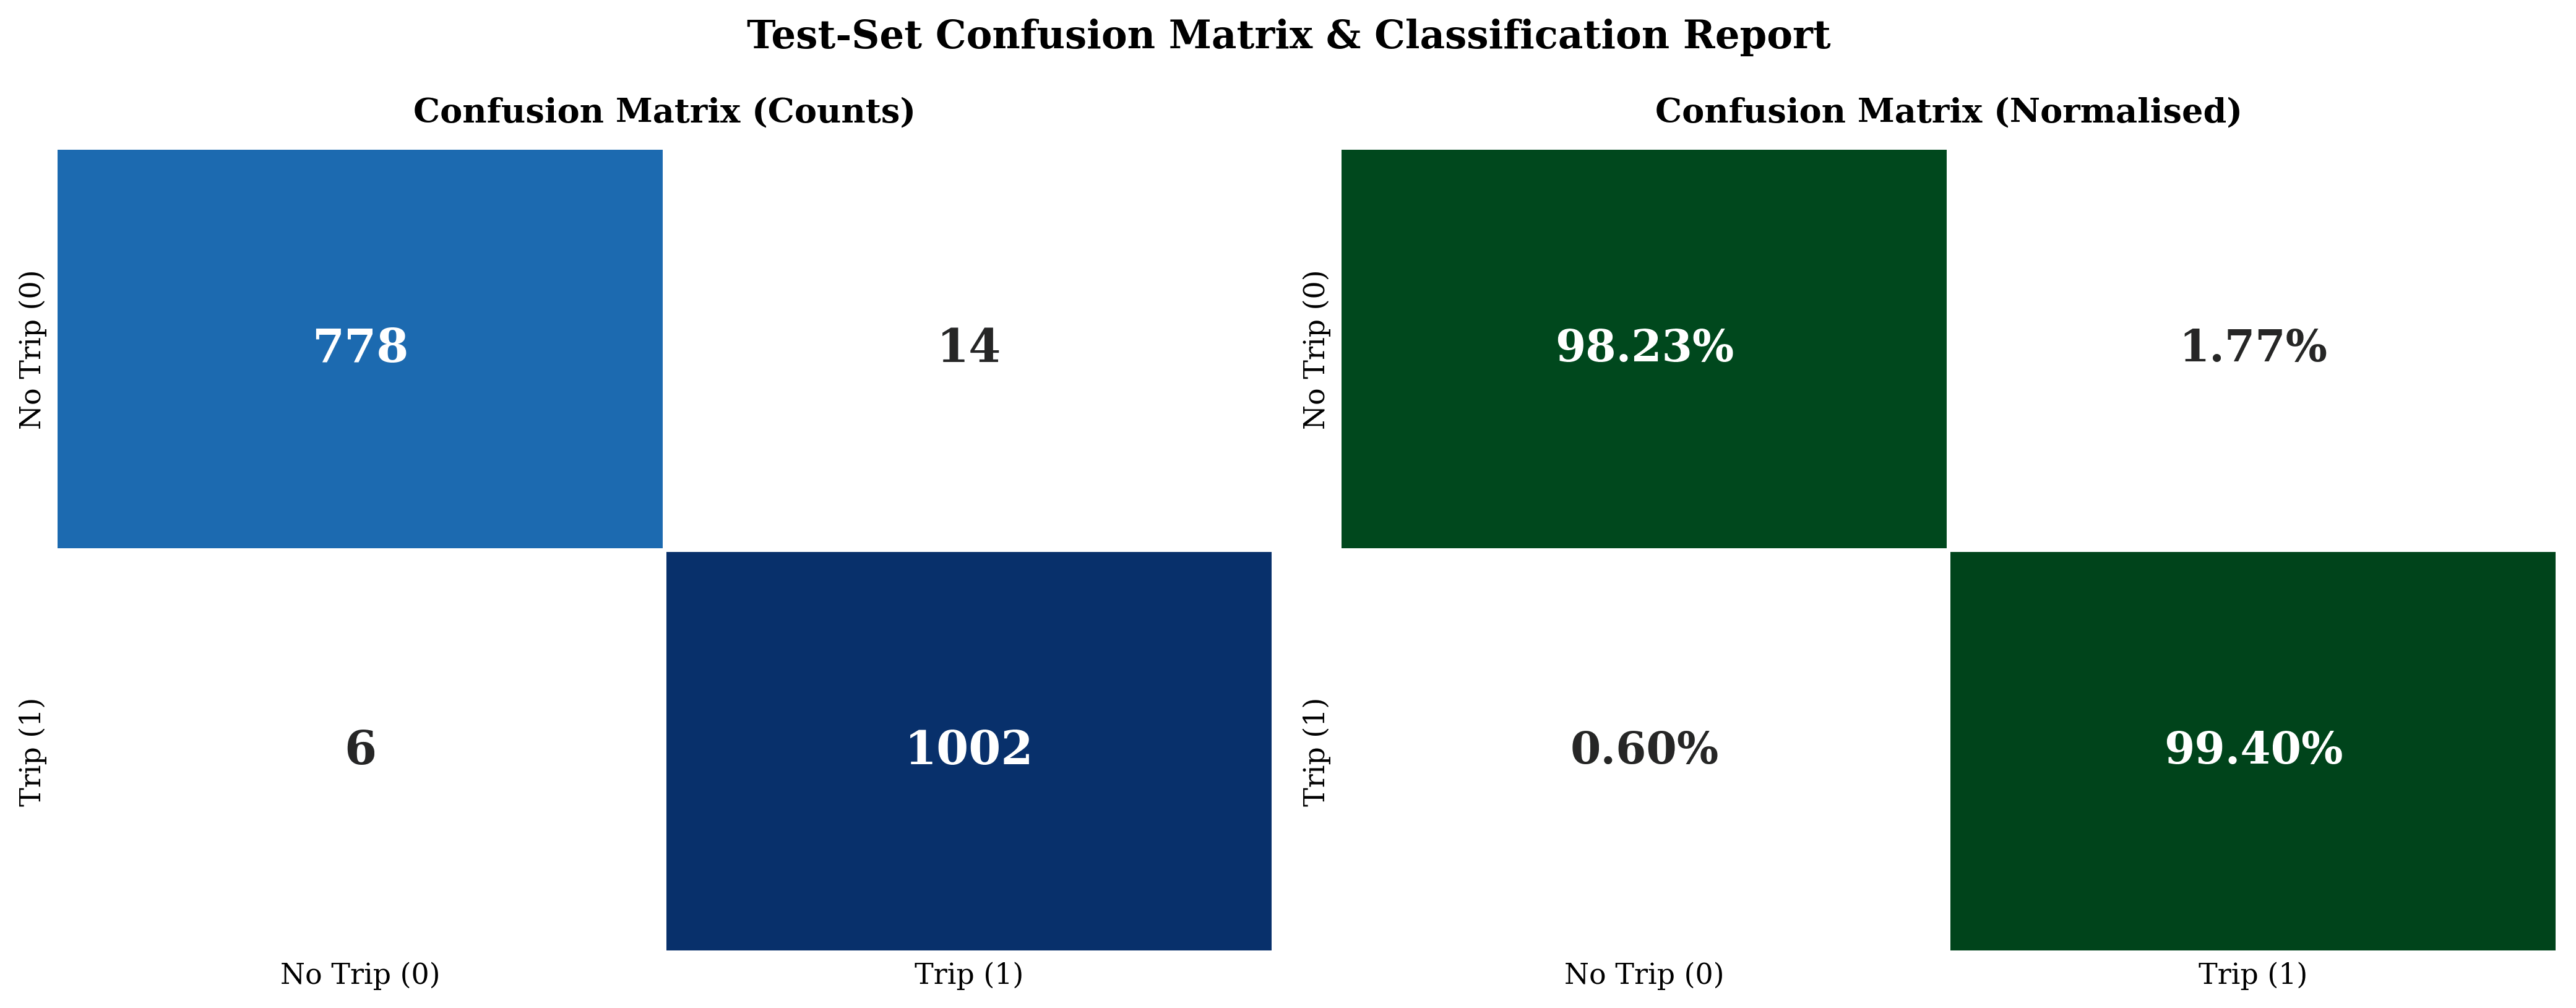 Test-Set Confusion Matrix & Classification Report
Confusion Matrix (Counts)
No Trip (0)
778
14
Trip (1)
6
1002
No Trip (0)
Trip (1)
Confusion Matrix (Normalised)
No Trip (0)
98.23%
1.77%
Trip (1)
0.60%
99.40%
No Trip (0)
Trip (1)